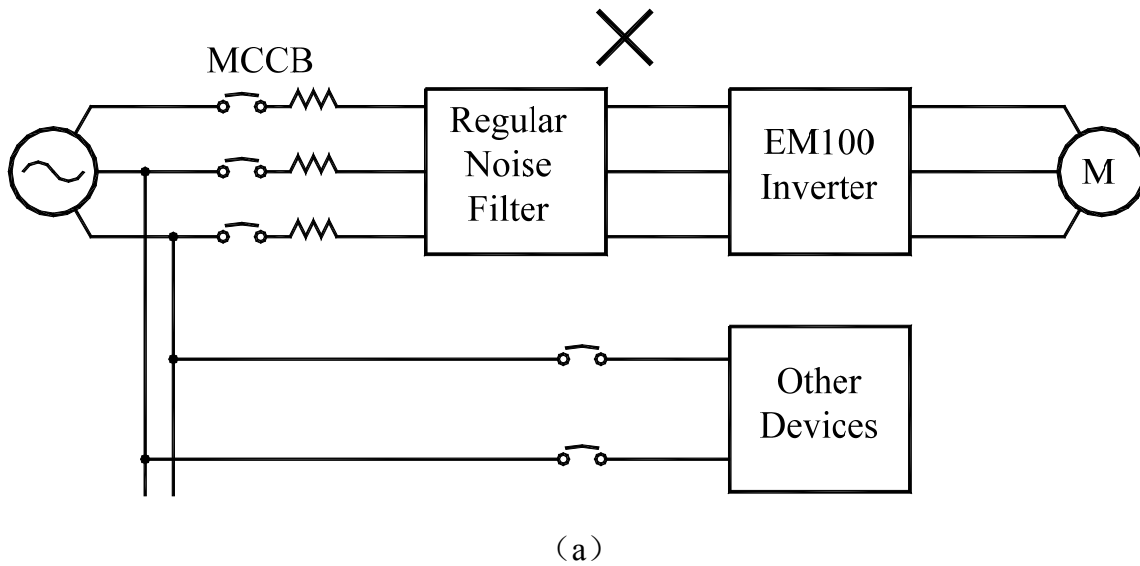 MCCB
Regular
Noise
Filter
EM100
Inverter
M
Other
Devices
（a）